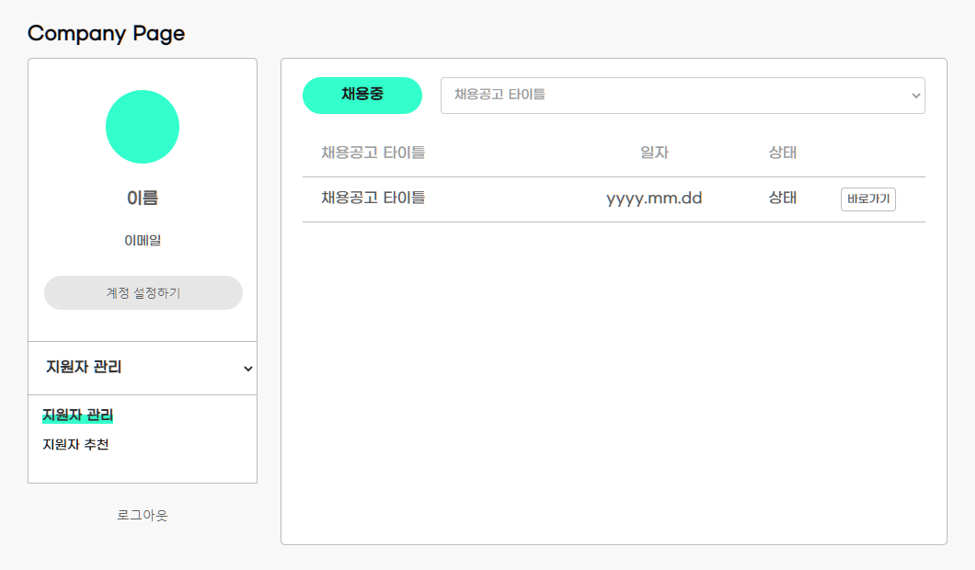 Company Page
이름
이메일
계정 설정하기
지원자 관리
지원자 관리
지원자 추천
로그아웃
채용중 채용공고 타이틀
채용공고 타이틀 일자 상태
채용공고 타이틀 yyyy.mm.dd 상태 바로가기